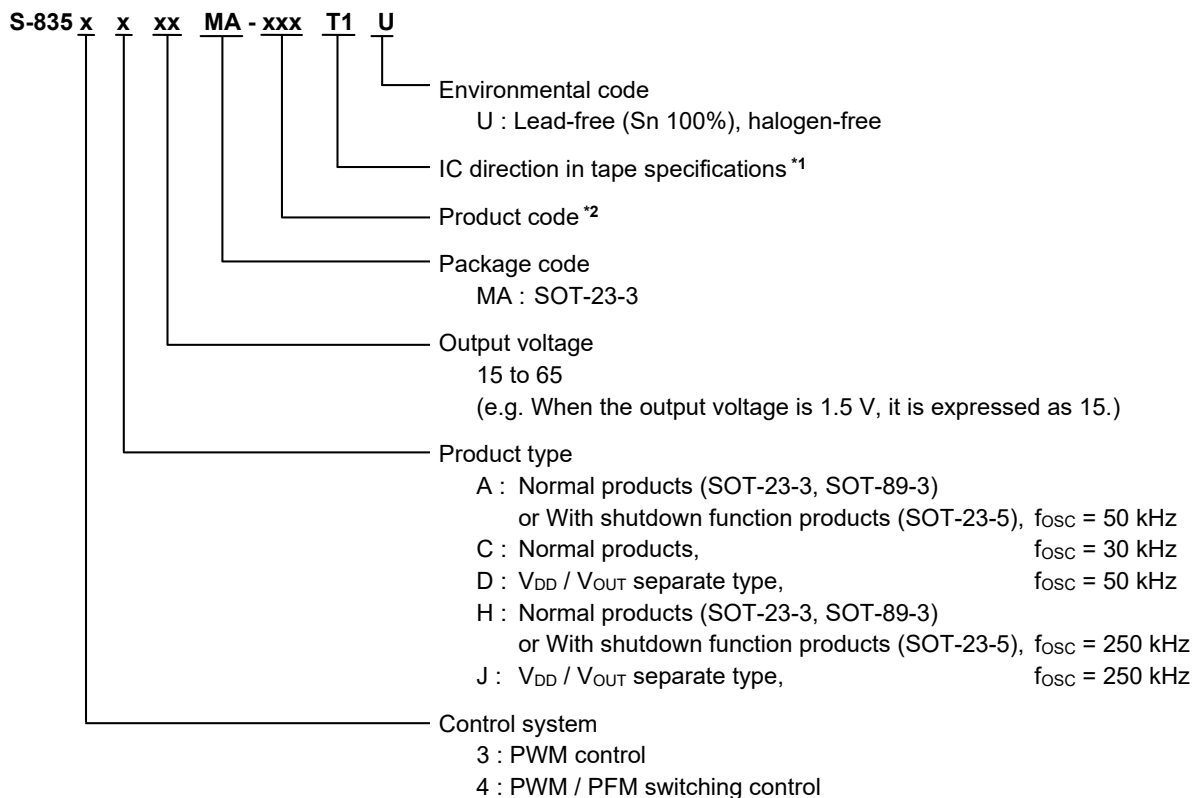 S-835 x x xx MA - xxx T1 U
Environmental code
U : Lead-free (Sn 100%), halogen-free
IC direction in tape specifications *1
Product code *2
Package code
MA : SOT-23-3
Output voltage
15 to 65
(e.g. When the output voltage is 1.5 V, it is expressed as 15.)
Product type
A : Normal products (SOT-23-3, SOT-89-3)
or With shutdown function products (SOT-23-5), fOSC = 50 kHz
C : Normal products, fOSC = 30 kHz
D : VDD / VOUT separate type, fOSC = 50 kHz
H : Normal products (SOT-23-3, SOT-89-3)
or With shutdown function products (SOT-23-5), fOSC = 250 kHz
J : VDD / VOUT separate type, fOSC = 250 kHz
Control system
3 : PWM control
4 : PWM / PFM switching control